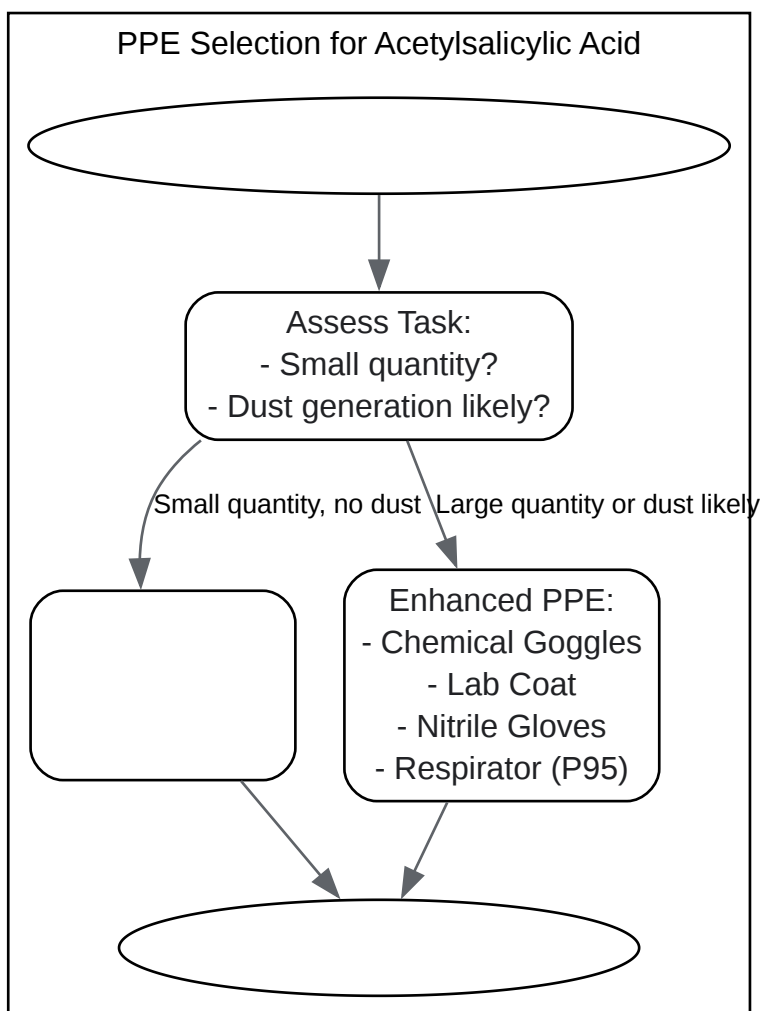 PPE Selection for Acetylsalicylic Acid
Assess Task:
- Small quantity?
- Dust generation likely?
Small quantity, no dust
Large quantity or dust likely
Enhanced PPE:
- Chemical Goggles
- Lab Coat
- Nitrile Gloves
- Respirator (P95)